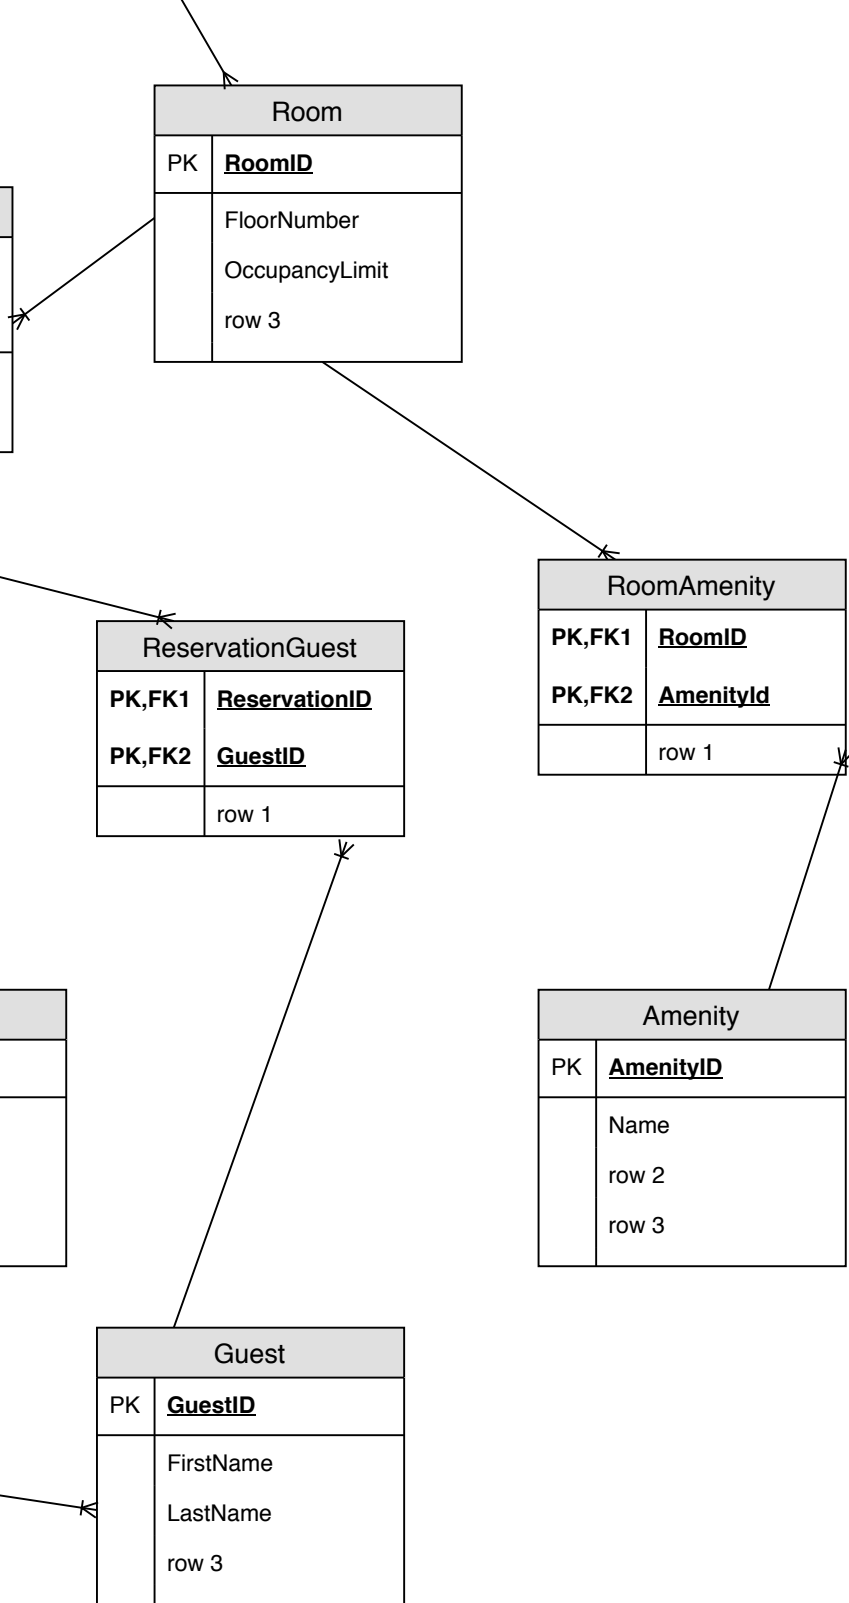 Room
PK RoomID
FloorNumber
OccupancyLimit
row 3
RoomAmenity
PK,FK1 RoomID
PK,FK2 AmenityId
row 1
ReservationGuest
PK,FK1 ReservationID
PK,FK2 GuestID
row 1
Amenity
PK AmenityID
Name
row 2
row 3
Guest
PK GuestID
FirstName
LastName
row 3